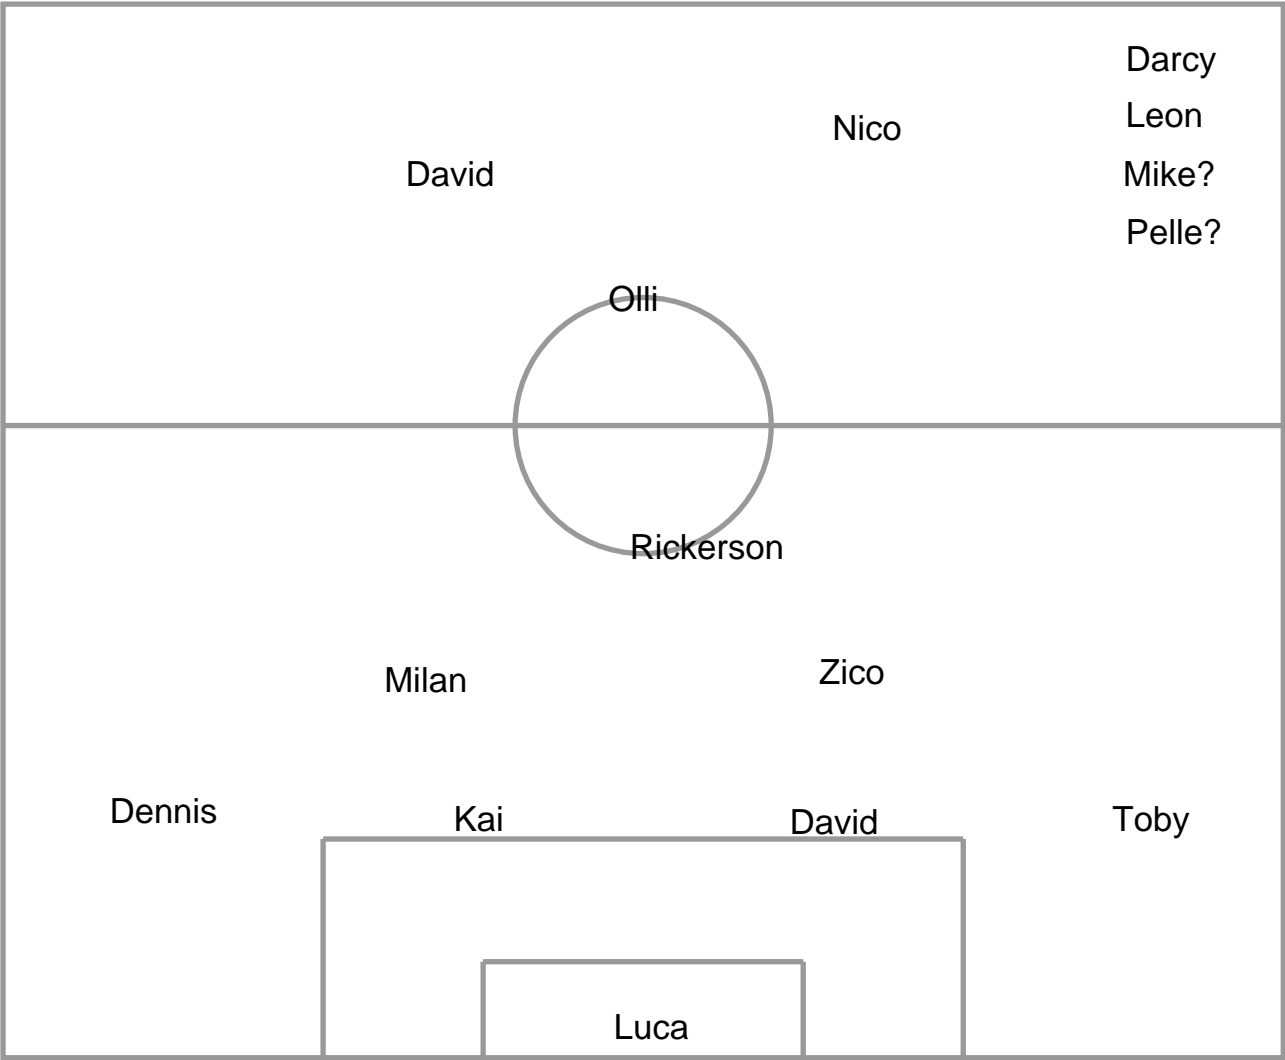 Darcy
Leon
Nico
Mike?
David
Pelle?
Olli
Rickerson
Milan
Zico
Dennis
Kai
David
Toby
Luca